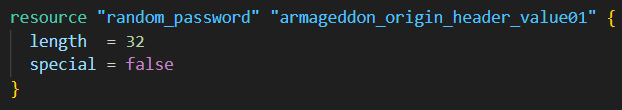 resource "random_password" "armageddon_origin_header_value01" {
  length  = 32
  special = false
}